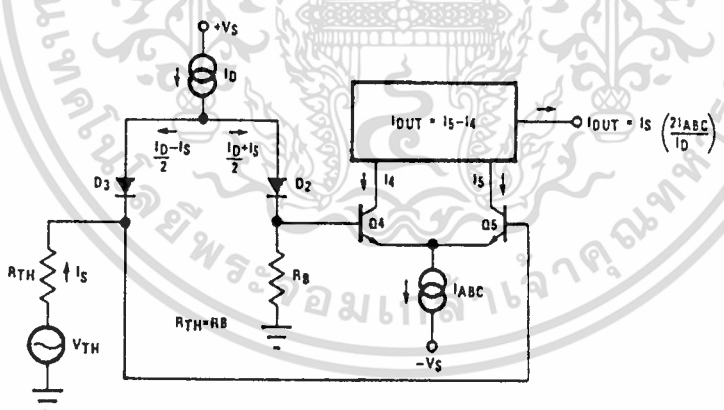 +VS
ID
ID/2 - IS
ID/2 + IS
D3
D2
IOUT = I5 - I4
IOUT = IS (2IABC/ID)
I4
I5
Q4
Q5
RTH
IS
RB
IABC
RTH=RB
VTH
-VS